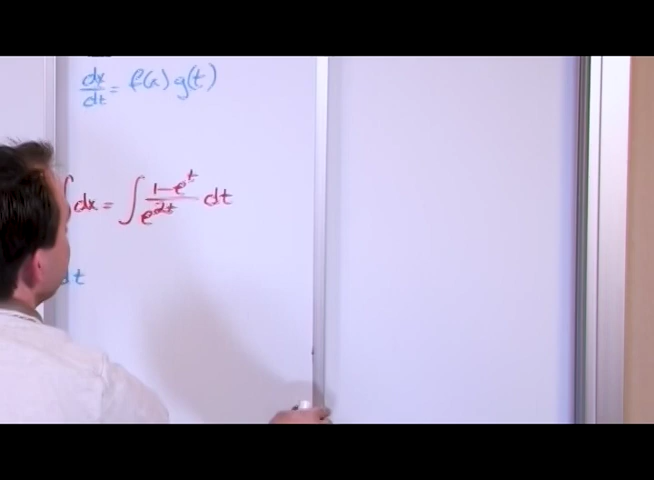 dx/dt = f(x) g(t)
∫ dx = ∫ (1-e^t)/(e^2t) dt
dt